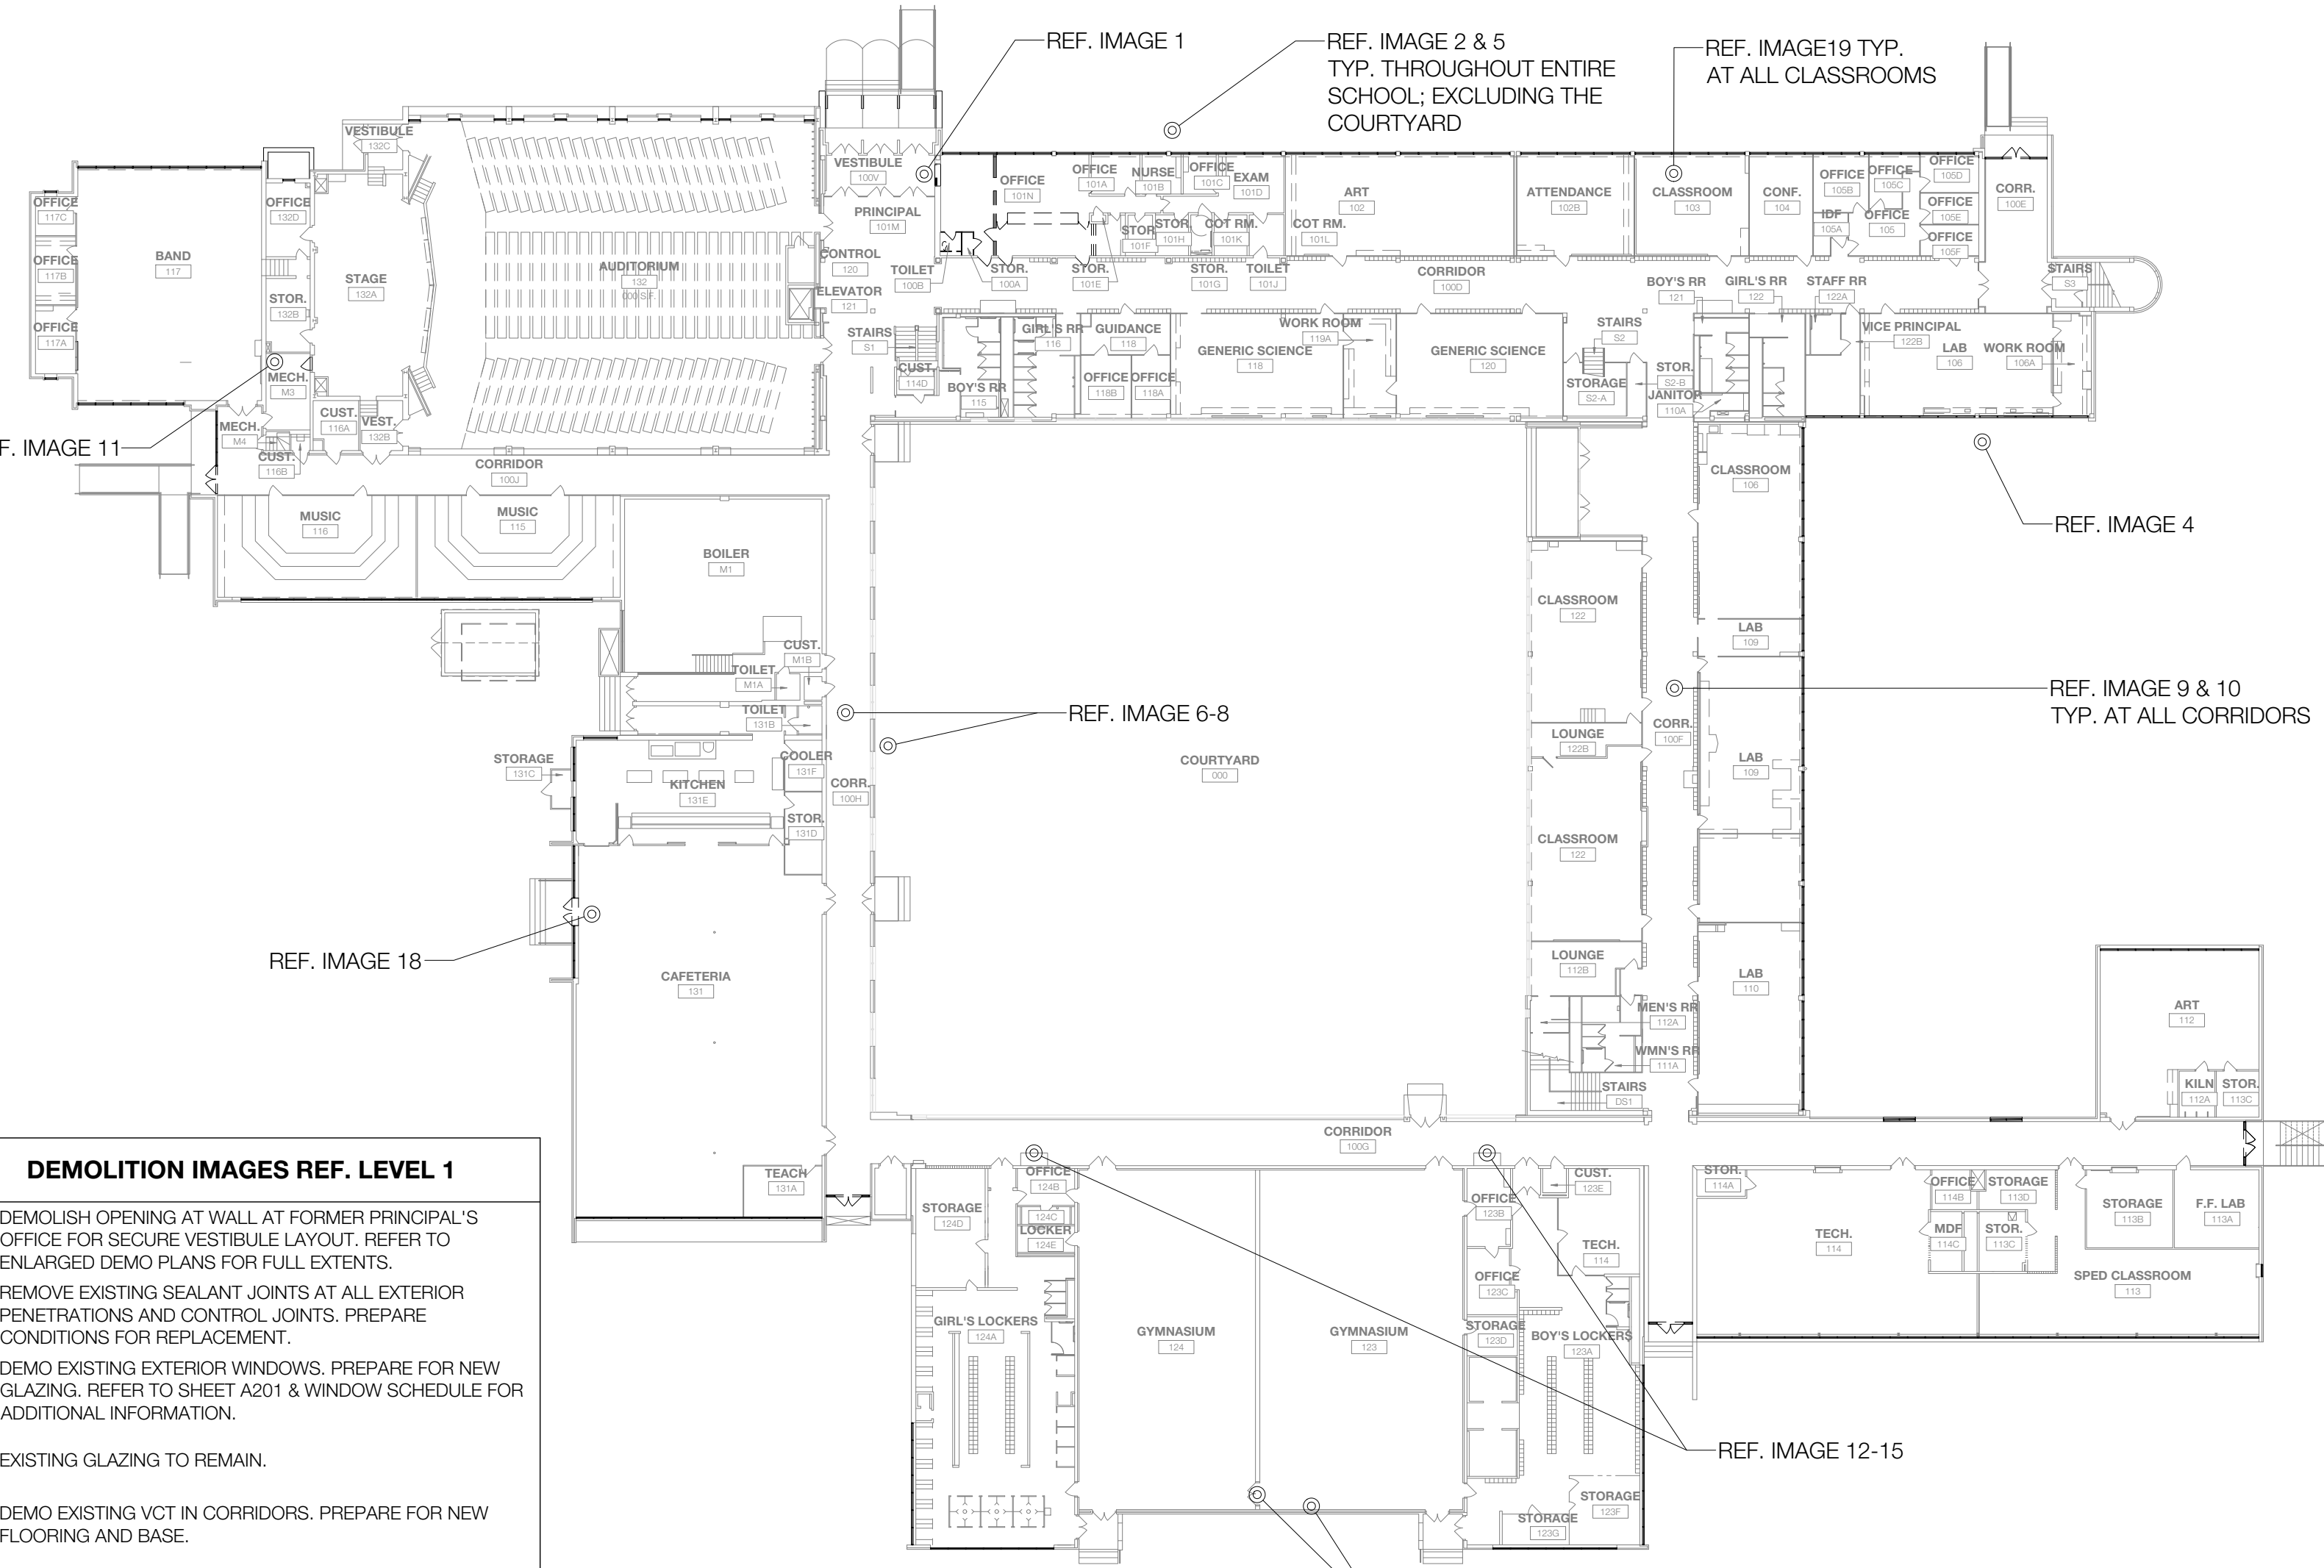 REF. IMAGE 1
REF. IMAGE 2 & 5
TYP. THROUGHOUT ENTIRE
SCHOOL; EXCLUDING THE
COURTYARD
REF. IMAGE19 TYP.
AT ALL CLASSROOMS
VESTIBULE
132C
OFFICE
117C
OFFICE
117B
OFFICE
117A
BAND
117
OFFICE
132D
STOR.
132B
STAGE
132A
AUDITORIUM
132
000 S.F.
VESTIBULE
100V
PRINCIPAL
101M
CONTROL
120
ELEVATOR
121
TOILET
100B
STOR.
100A
OFFICE
101N
OFFICE
101A
NURSE
101B
OFFICE
101C
EXAM
101D
STOR
101F
STOR.
101H
COT RM.
101K
COT RM.
101L
STOR.
101E
STOR.
101G
TOILET
101J
ART
102
ATTENDANCE
102B
CLASSROOM
103
CONF.
104
OFFICE
105B
OFFICE
105C
OFFICE
105D
OFFICE
105E
OFFICE
105F
IDF
105A
OFFICE
105
CORR.
100E
STAIRS
S3
CORRIDOR
100D
BOY'S RR
121
GIRL'S RR
122
STAFF RR
122A
STAIRS
S1
CUST.
114D
BOY'S RR
115
GIRL'S RR
116
GUIDANCE
118
OFFICE
118B
OFFICE
118A
GENERIC SCIENCE
118
WORK ROOM
119A
GENERIC SCIENCE
120
STAIRS
S2
STORAGE
S2-A
STOR.
S2-B
JANITOR
110A
VICE PRINCIPAL
122B
LAB
106
WORK ROOM
106A
MECH.
M3
MECH.
M4
CUST.
116A
VEST.
132B
CUST.
116B
F. IMAGE 11
CORRIDOR
100J
MUSIC
116
MUSIC
115
BOILER
M1
CUST.
M1B
TOILET
M1A
TOILET
131B
STORAGE
131C
KITCHEN
131E
COOLER
131F
STOR.
131D
CORR.
100H
REF. IMAGE 6-8
COURTYARD
000
CLASSROOM
106
REF. IMAGE 4
CLASSROOM
122
LAB
109
REF. IMAGE 9 & 10
TYP. AT ALL CORRIDORS
LOUNGE
122B
CORR.
100F
LAB
109
CLASSROOM
122
LOUNGE
112B
LAB
110
MEN'S RR
112A
WMN'S RR
111A
STAIRS
DS1
ART
112
KILN
112A
STOR.
113C
REF. IMAGE 18
CAFETERIA
131
TEACH
131A
CORRIDOR
100G
STORAGE
124D
OFFICE
124B
124C
LOCKER
124E
GIRL'S LOCKERS
124A
GYMNASIUM
124
GYMNASIUM
123
OFFICE
123B
CUST.
123E
TECH.
114
OFFICE
123C
STORAGE
123D
BOY'S LOCKERS
123A
STORAGE
123F
STORAGE
123G
STOR.
114A
TECH.
114
OFFICE
114B
STORAGE
113D
MDF
114C
STOR.
113C
STORAGE
113B
F.F. LAB
113A
SPED CLASSROOM
113
REF. IMAGE 12-15
DEMOLITION IMAGES REF. LEVEL 1
DEMOLISH OPENING AT WALL AT FORMER PRINCIPAL'S
OFFICE FOR SECURE VESTIBULE LAYOUT. REFER TO
ENLARGED DEMO PLANS FOR FULL EXTENTS.
REMOVE EXISTING SEALANT JOINTS AT ALL EXTERIOR
PENETRATIONS AND CONTROL JOINTS. PREPARE
CONDITIONS FOR REPLACEMENT.
DEMO EXISTING EXTERIOR WINDOWS. PREPARE FOR NEW
GLAZING. REFER TO SHEET A201 & WINDOW SCHEDULE FOR
ADDITIONAL INFORMATION.
EXISTING GLAZING TO REMAIN.
DEMO EXISTING VCT IN CORRIDORS. PREPARE FOR NEW
FLOORING AND BASE.